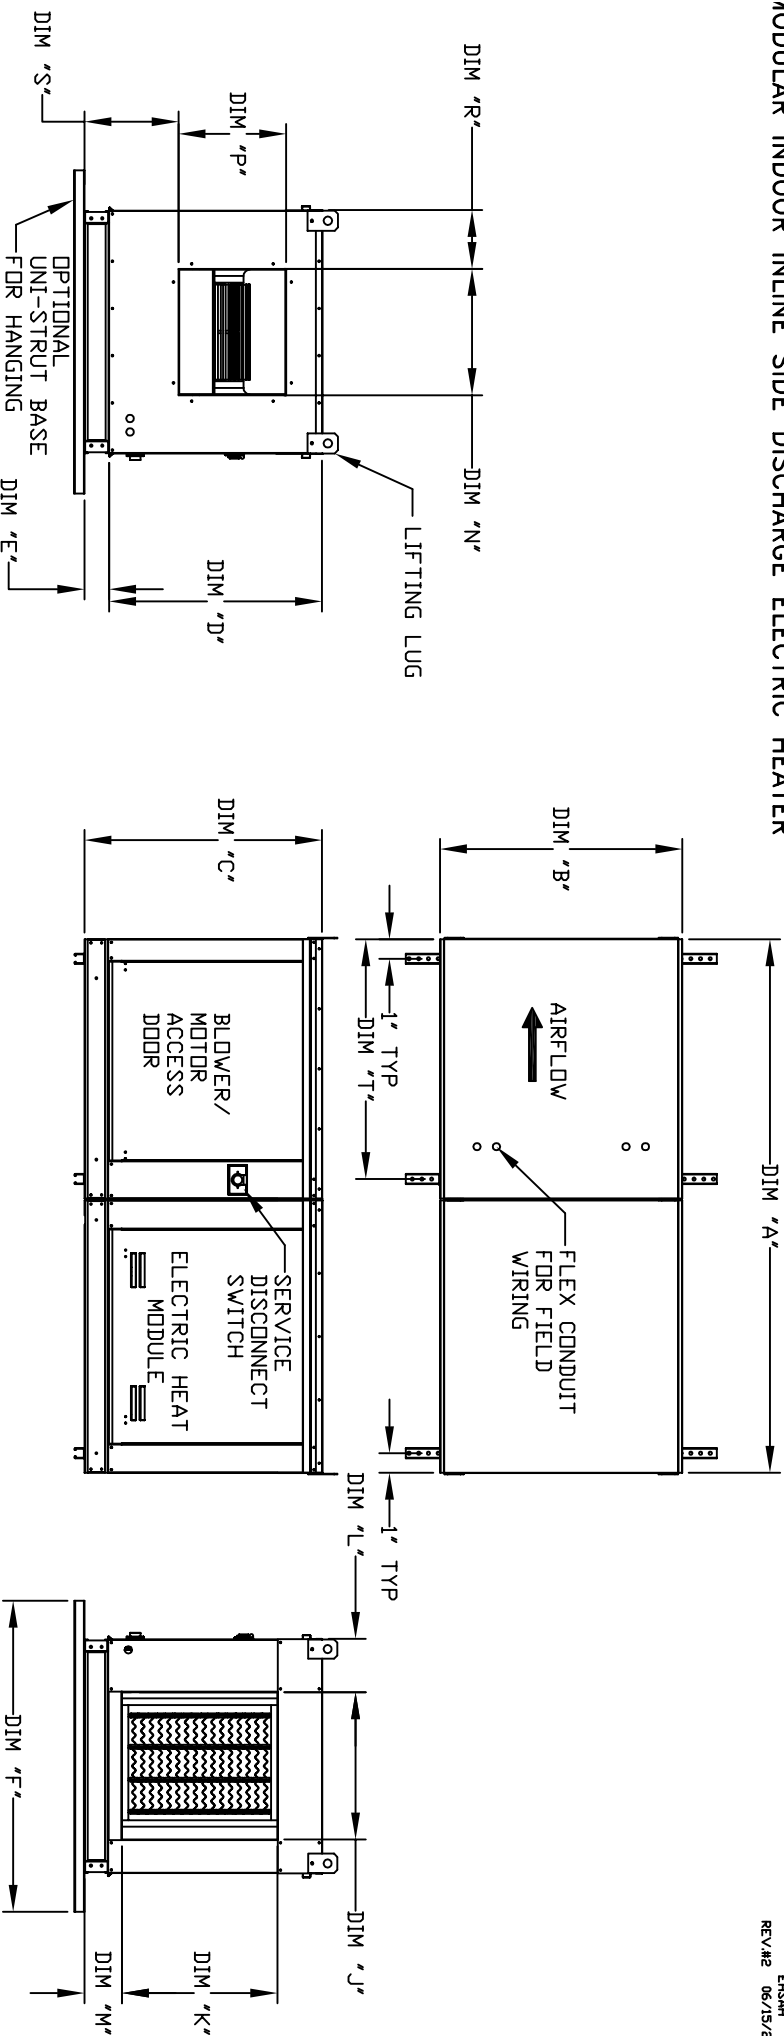 MODULAR INDOOR INLINE SIDE DISCHARGE ELECTRIC HEATER
REV.#2 06/15/
DIM "A"
DIM "B"
AIRFLOW
FLEX CONDUIT
FOR FIELD
WIRING
1" TYP
DIM "T"
1" TYP
DIM "R"
DIM "N"
LIFTING LUG
DIM "P"
DIM "S"
DIM "D"
DIM "E"
OPTIONAL
UNI-STRUT BASE
FOR HANGING
DIM "C"
BLOWER/
MOTOR
ACCESS
DOOR
SERVICE
DISCONNECT
SWITCH
ELECTRIC HEAT
MODULE
DIM "L"
DIM "J"
DIM "K"
DIM "M"
DIM "F"